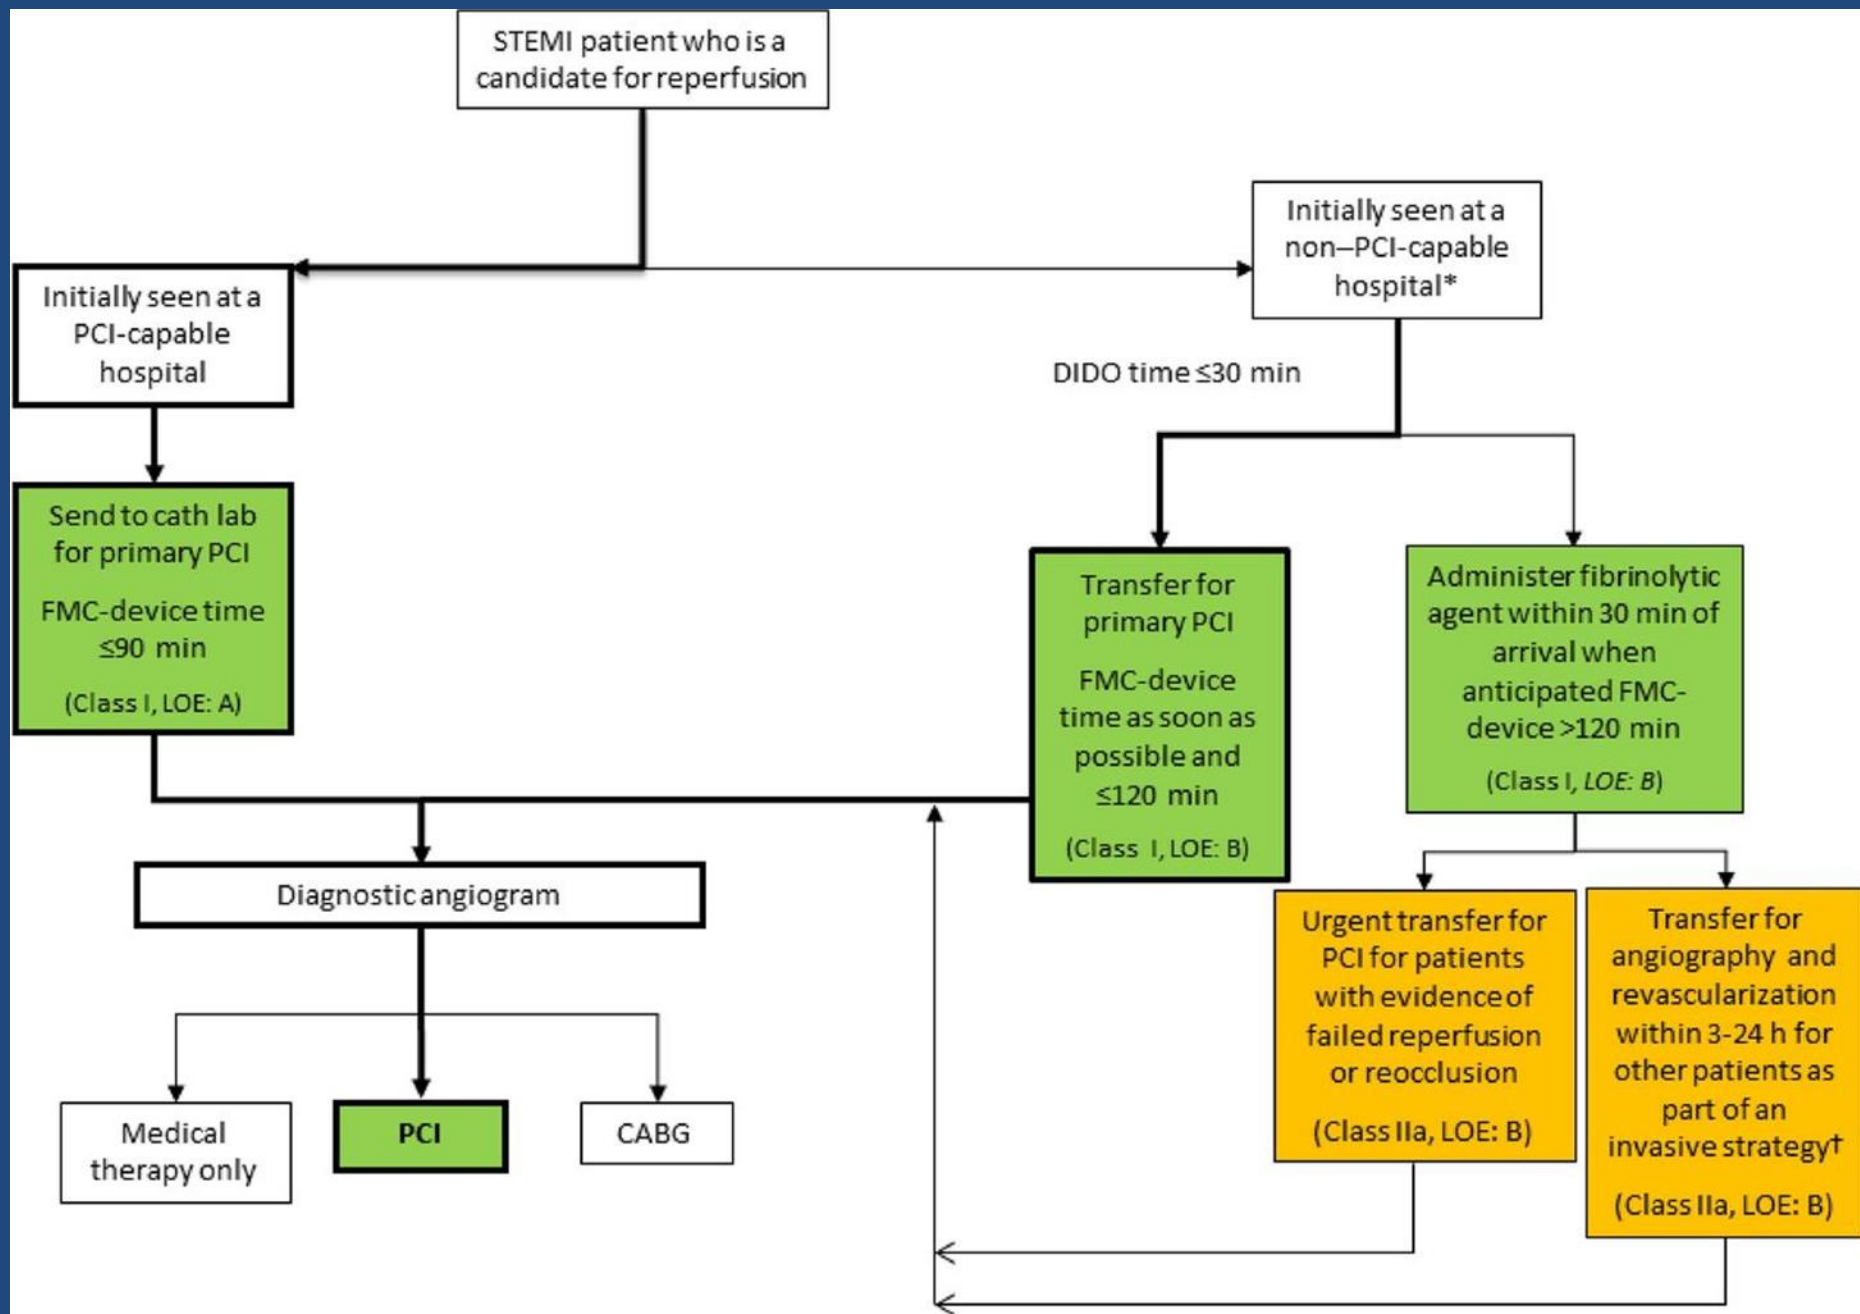 STEMI patient who is a
candidate for reperfusion
Initially seen at a
non–PCI-capable
hospital*
Initially seen at a
PCI-capable
hospital
DIDO time ≤30 min
Send to cath lab
for primary PCI
FMC-device time
≤90 min
(Class I, LOE: A)
Transfer for
primary PCI
FMC-device
time as soon as
possible and
≤120 min
(Class I, LOE: B)
Administer fibrinolytic
agent within 30 min of
arrival when
anticipated FMC-
device >120 min
(Class I, LOE: B)
Diagnostic angiogram
Urgent transfer for
PCI for patients
with evidence of
failed reperfusion
or reocclusion
(Class IIa, LOE: B)
Transfer for
angiography and
revascularization
within 3-24 h for
other patients as
part of an
invasive strategy†
(Class IIa, LOE: B)
Medical
therapy only
PCI
CABG